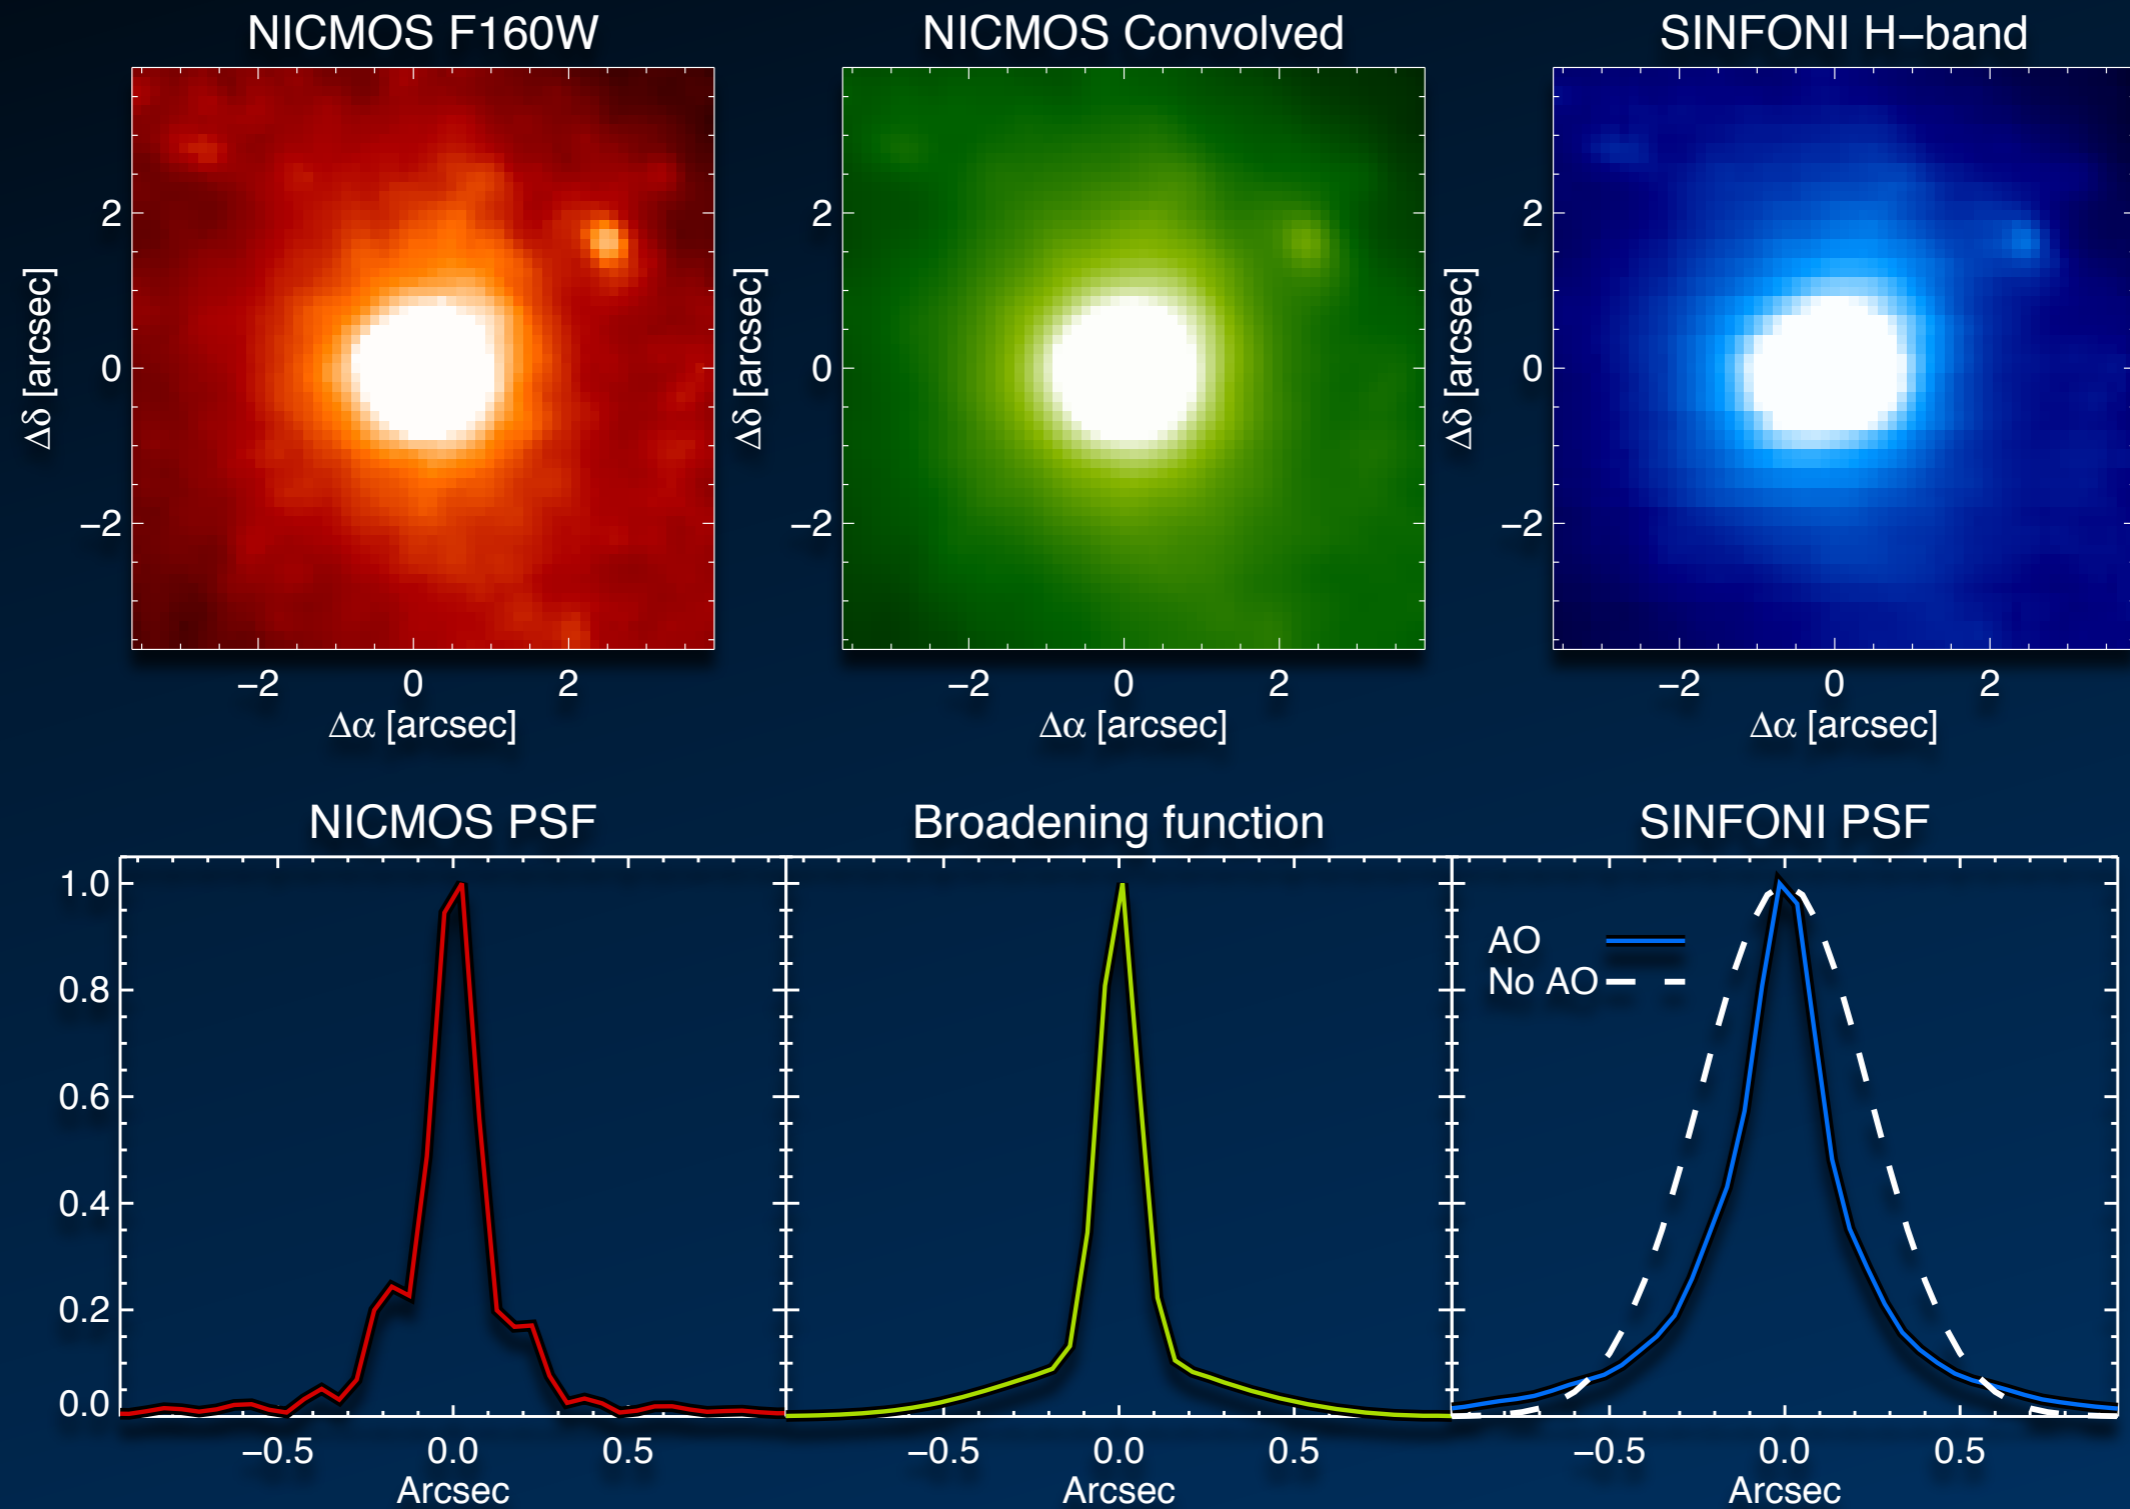 NICMOS F160W
NICMOS Convolved
SINFONI H−band
Δδ [arcsec]
2
0
−2
−2 0 2
Δα [arcsec]
Δδ [arcsec]
2
0
−2
−2 0 2
Δα [arcsec]
Δδ [arcsec]
2
0
−2
−2 0 2
Δα [arcsec]
NICMOS PSF
Broadening function
SINFONI PSF
1.0
0.8
0.6
0.4
0.2
0.0
AO
No AO
−0.5 0.0 0.5
Arcsec
−0.5 0.0 0.5
Arcsec
−0.5 0.0 0.5
Arcsec